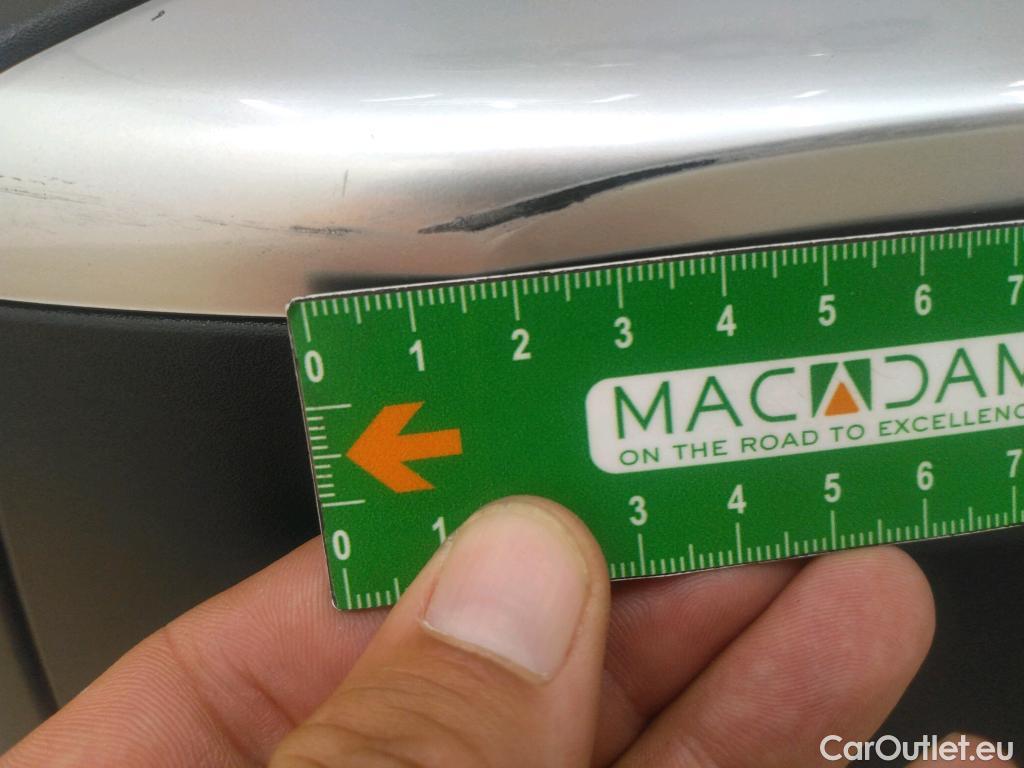 0 1 2 3 4 5 6 7
MACADAM
ON THE ROAD TO EXCELLENC
0 1 3 4 5 6 7
CarOutlet.eu